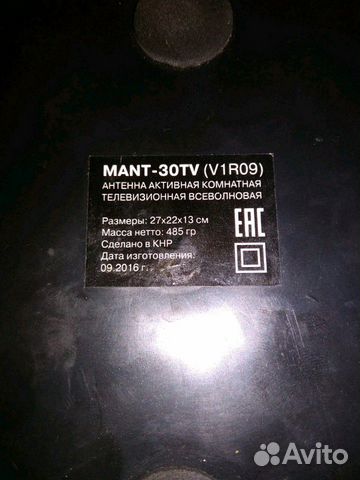 MANT-30TV (V1R09)
АНТЕННА АКТИВНАЯ КОМНАТНАЯ
ТЕЛЕВИЗИОННАЯ ВСЕВОЛНОВАЯ
Размеры: 27х22х13 см
Масса нетто: 485 гр
Сделано в КНР
Дата изготовления:
09.2016 г.
EAC
Avito